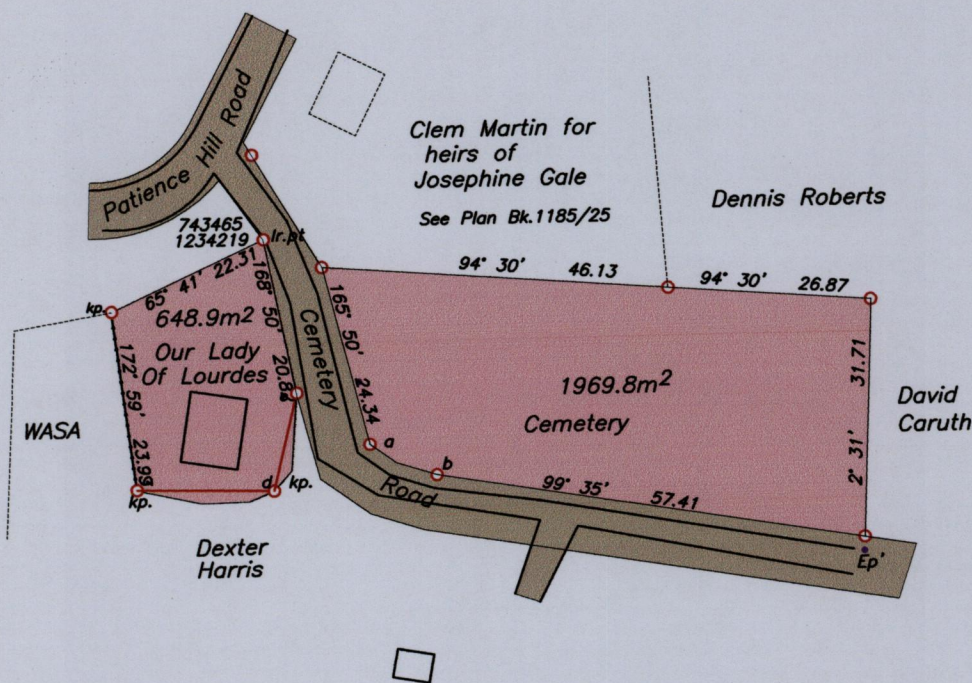 Patience Hill Road
Clem Martin for
heirs of
Josephine Gale
See Plan Bk.1185/25
Dennis Roberts
743465
1234219
Ir.pt
94° 30' 46.13
94° 30' 26.87
65° 41' 22.31
kp.
648.9m²
Our Lady
Of Lourdes
168° 50' 20.8
172° 59' 23.99
WASA
kp.
d
kp.
Dexter
Harris
Cemetery
Road
165° 50' 24.34
a
b
1969.8m²
Cemetery
99° 35' 57.41
2° 31' 31.71
David
Caruth
Ep'